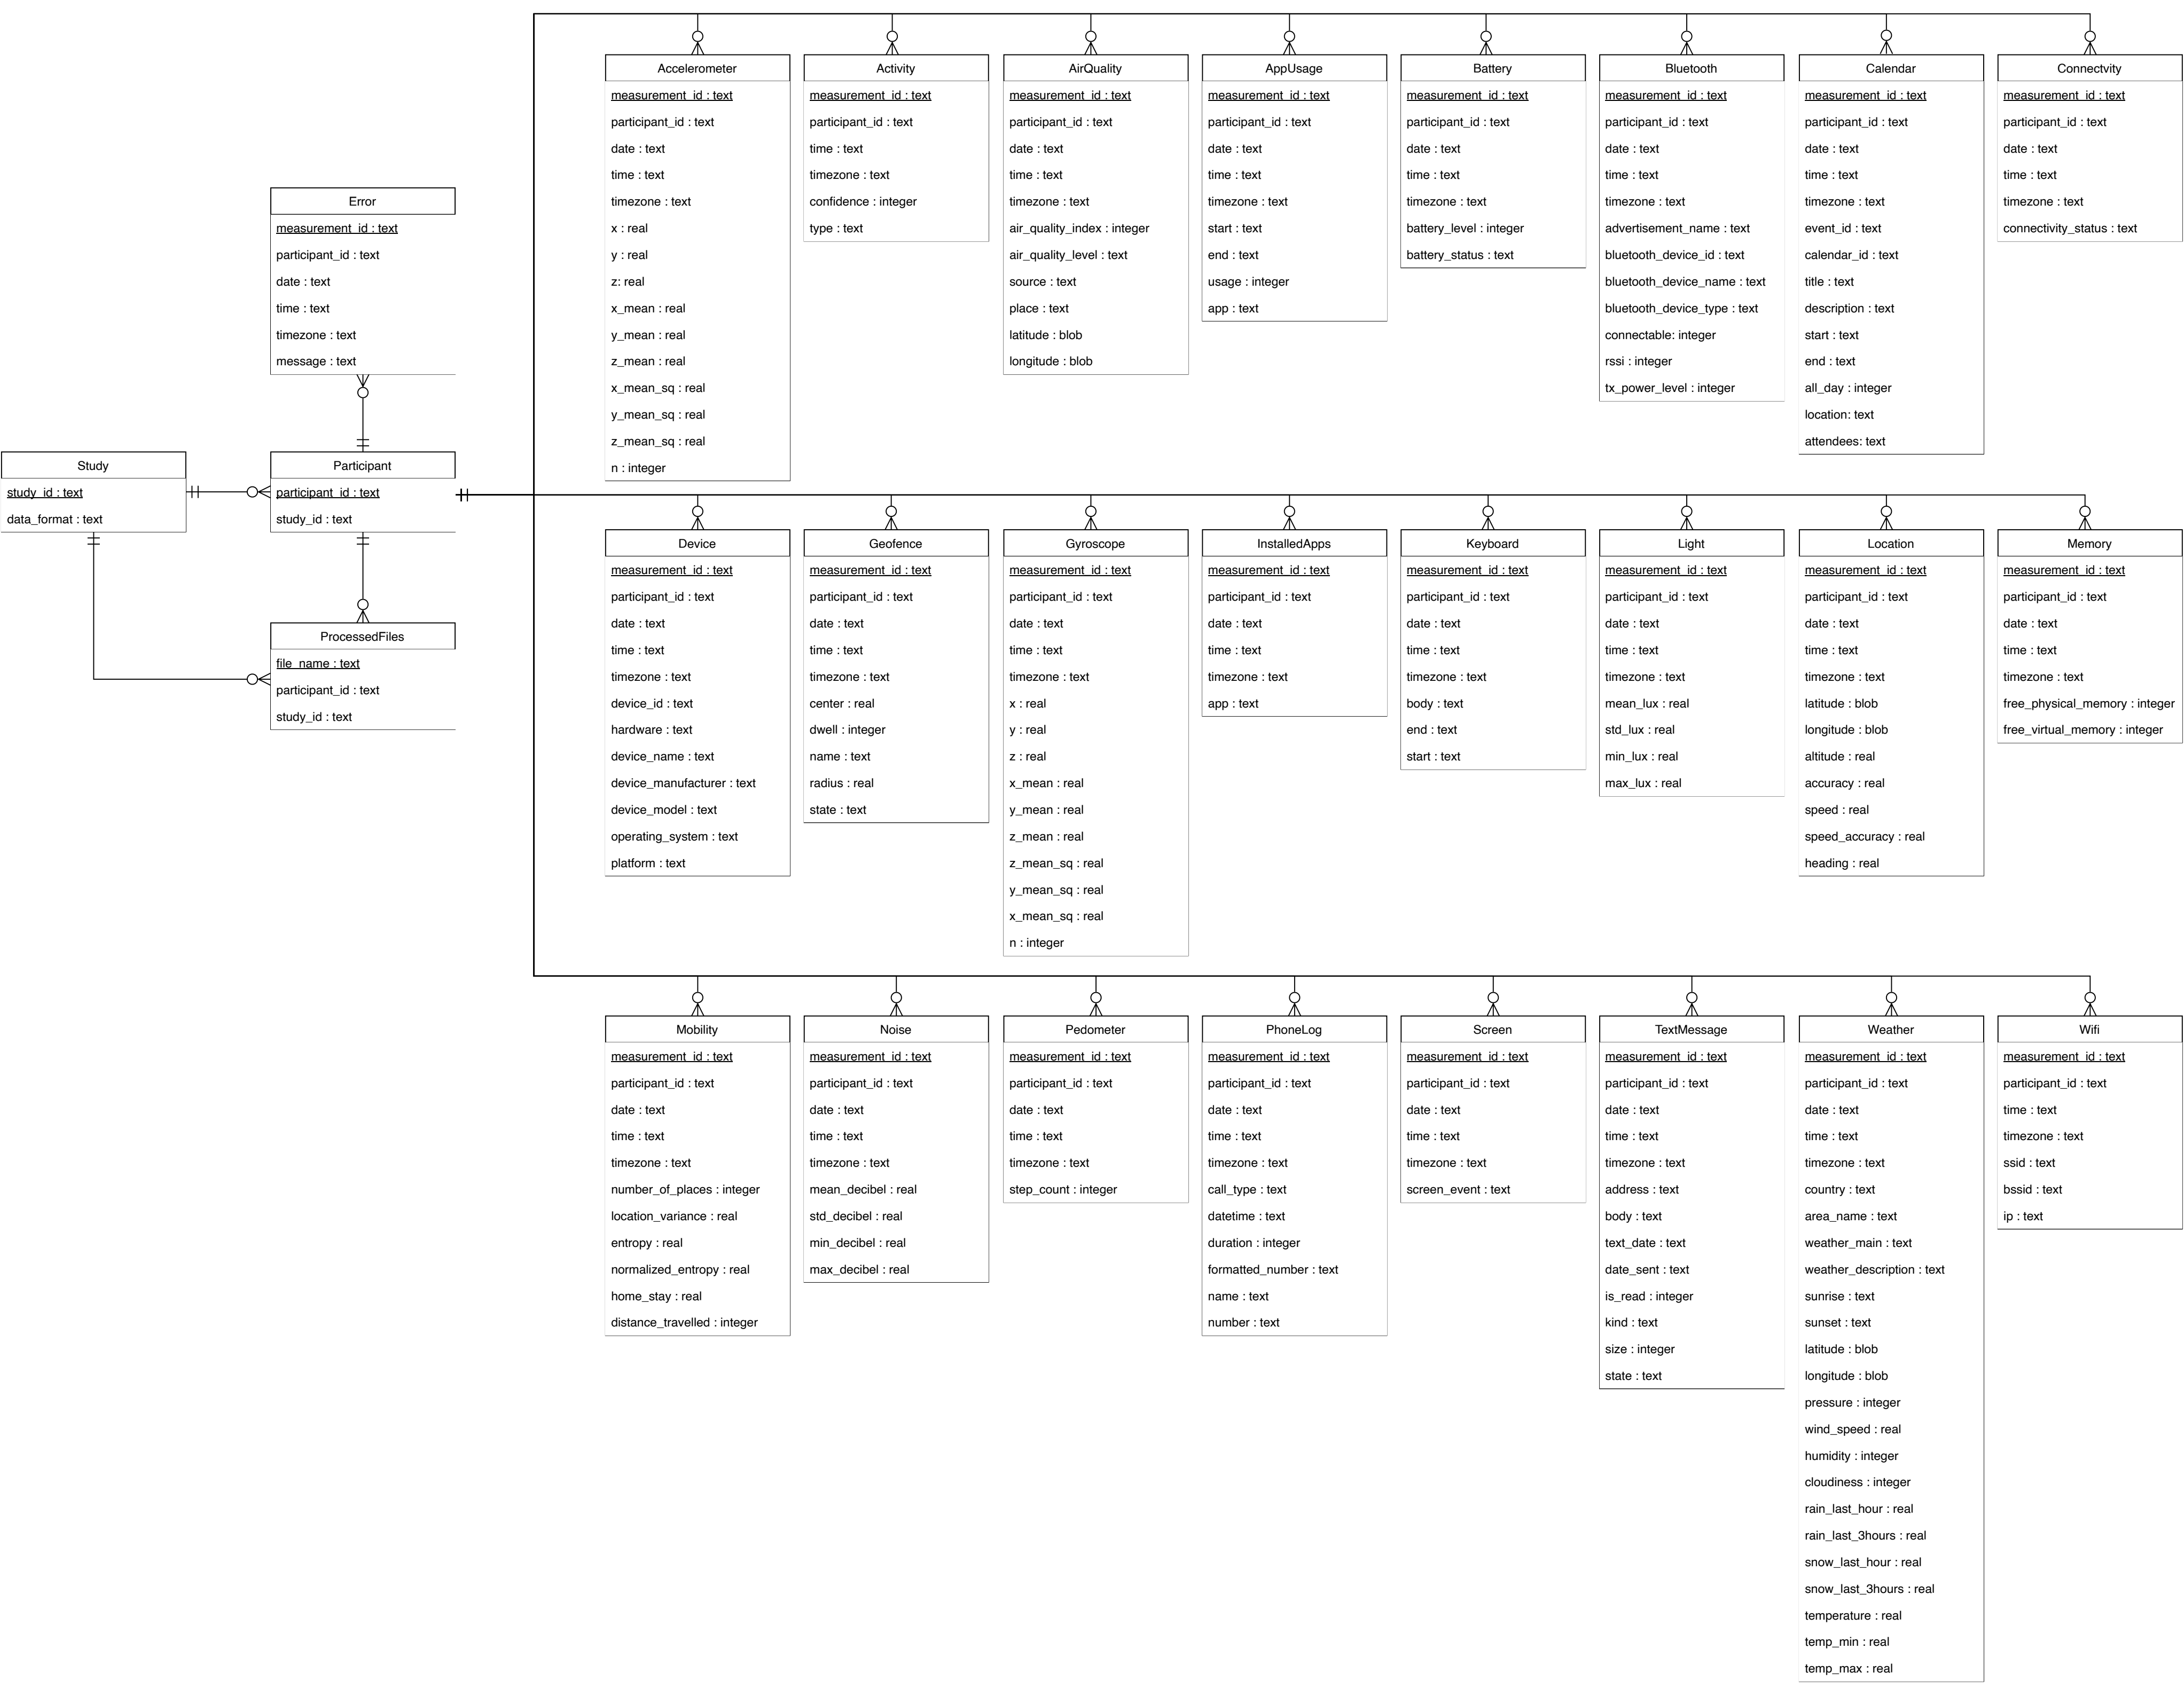 Accelerometer
measurement_id : text
participant_id : text
date : text
time : text
timezone : text
x : real
y : real
z: real
x_mean : real
y_mean : real
z_mean : real
x_mean_sq : real
y_mean_sq : real
z_mean_sq : real
n : integer
Activity
measurement_id : text
participant_id : text
time : text
timezone : text
confidence : integer
type : text
AirQuality
measurement_id : text
participant_id : text
date : text
time : text
timezone : text
air_quality_index : integer
air_quality_level : text
source : text
place : text
latitude : blob
longitude : blob
AppUsage
measurement_id : text
participant_id : text
date : text
time : text
timezone : text
start : text
end : text
usage : integer
app : text
Battery
measurement_id : text
participant_id : text
date : text
time : text
timezone : text
battery_level : integer
battery_status : text
Bluetooth
measurement_id : text
participant_id : text
date : text
time : text
timezone : text
advertisement_name : text
bluetooth_device_id : text
bluetooth_device_name : text
bluetooth_device_type : text
connectable: integer
rssi : integer
tx_power_level : integer
Calendar
measurement_id : text
participant_id : text
date : text
time : text
timezone : text
event_id : text
calendar_id : text
title : text
description : text
start : text
end : text
all_day : integer
location: text
attendees: text
Connectvity
measurement_id : text
participant_id : text
date : text
time : text
timezone : text
connectivity_status : text
Error
measurement_id : text
participant_id : text
date : text
time : text
timezone : text
message : text
Study
study_id : text
data_format : text
Participant
participant_id : text
study_id : text
ProcessedFiles
file_name : text
participant_id : text
study_id : text
Device
measurement_id : text
participant_id : text
date : text
time : text
timezone : text
device_id : text
hardware : text
device_name : text
device_manufacturer : text
device_model : text
operating_system : text
platform : text
Geofence
measurement_id : text
participant_id : text
date : text
time : text
timezone : text
center : real
dwell : integer
name : text
radius : real
state : text
Gyroscope
measurement_id : text
participant_id : text
date : text
time : text
timezone : text
x : real
y : real
z : real
x_mean : real
y_mean : real
z_mean : real
z_mean_sq : real
y_mean_sq : real
x_mean_sq : real
n : integer
InstalledApps
measurement_id : text
participant_id : text
date : text
time : text
timezone : text
app : text
Keyboard
measurement_id : text
participant_id : text
date : text
time : text
timezone : text
body : text
end : text
start : text
Light
measurement_id : text
participant_id : text
date : text
time : text
timezone : text
mean_lux : real
std_lux : real
min_lux : real
max_lux : real
Location
measurement_id : text
participant_id : text
date : text
time : text
timezone : text
latitude : blob
longitude : blob
altitude : real
accuracy : real
speed : real
speed_accuracy : real
heading : real
Memory
measurement_id : text
participant_id : text
date : text
time : text
timezone : text
free_physical_memory : integer
free_virtual_memory : integer
Mobility
measurement_id : text
participant_id : text
date : text
time : text
timezone : text
number_of_places : integer
location_variance : real
entropy : real
normalized_entropy : real
home_stay : real
distance_travelled : integer
Noise
measurement_id : text
participant_id : text
date : text
time : text
timezone : text
mean_decibel : real
std_decibel : real
min_decibel : real
max_decibel : real
Pedometer
measurement_id : text
participant_id : text
date : text
time : text
timezone : text
step_count : integer
PhoneLog
measurement_id : text
participant_id : text
date : text
time : text
timezone : text
call_type : text
datetime : text
duration : integer
formatted_number : text
name : text
number : text
Screen
measurement_id : text
participant_id : text
date : text
time : text
timezone : text
screen_event : text
TextMessage
measurement_id : text
participant_id : text
date : text
time : text
timezone : text
address : text
body : text
text_date : text
date_sent : text
is_read : integer
kind : text
size : integer
state : text
Weather
measurement_id : text
participant_id : text
date : text
time : text
timezone : text
country : text
area_name : text
weather_main : text
weather_description : text
sunrise : text
sunset : text
latitude : blob
longitude : blob
pressure : integer
wind_speed : real
humidity : integer
cloudiness : integer
rain_last_hour : real
rain_last_3hours : real
snow_last_hour : real
snow_last_3hours : real
temperature : real
temp_min : real
temp_max : real
Wifi
measurement_id : text
participant_id : text
time : text
timezone : text
ssid : text
bssid : text
ip : text